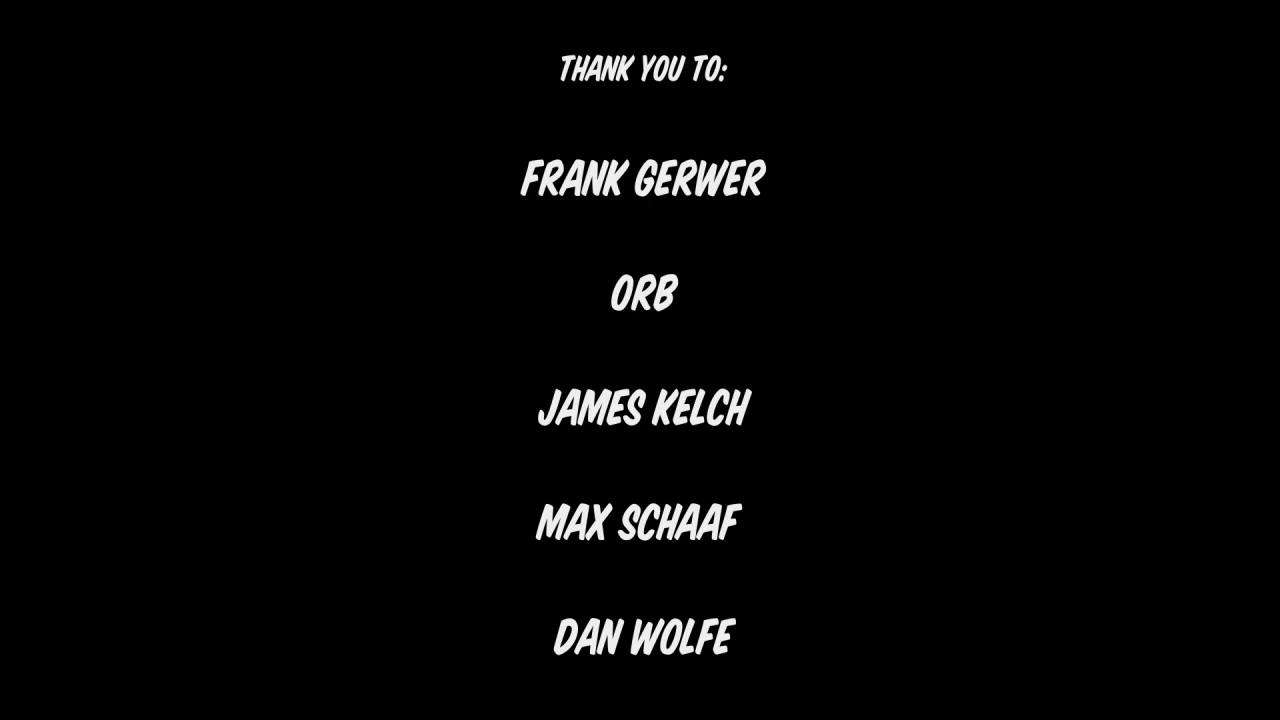 THANK YOU TO:
FRANK GERWER
ORB
JAMES KELCH
MAX SCHAAF
DAN WOLFE